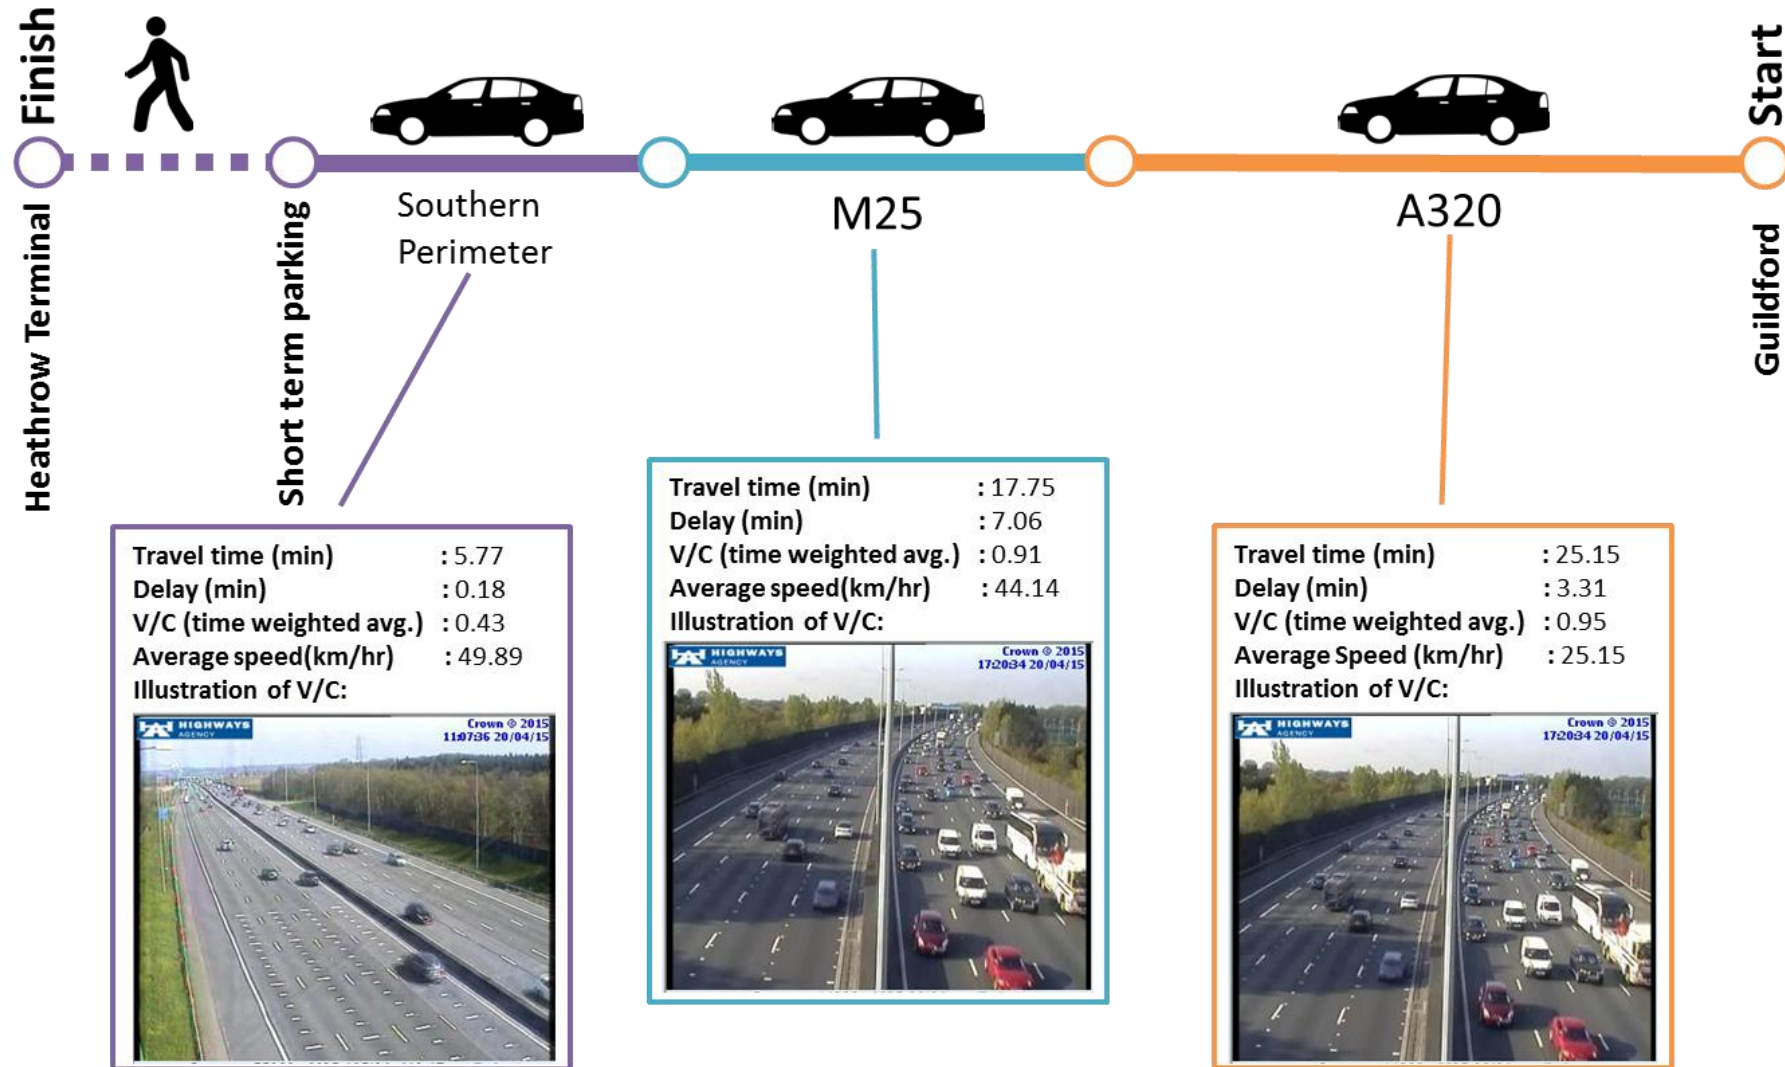 Finish
Start
Heathrow Terminal
Short term parking
Southern
Perimeter
M25
A320
Guildford
Travel time (min) : 5.77
Delay (min) : 0.18
V/C (time weighted avg.) : 0.43
Average speed(km/hr) : 49.89
Illustration of V/C:
HIGHWAYS
AGENCY
Crown © 2015
11:07:36 20/04/15
Travel time (min) : 17.75
Delay (min) : 7.06
V/C (time weighted avg.) : 0.91
Average speed(km/hr) : 44.14
Illustration of V/C:
HIGHWAYS
AGENCY
Crown © 2015
17:20:34 20/04/15
Travel time (min) : 25.15
Delay (min) : 3.31
V/C (time weighted avg.) : 0.95
Average Speed (km/hr) : 25.15
Illustration of V/C:
HIGHWAYS
AGENCY
Crown © 2015
17:20:34 20/04/15